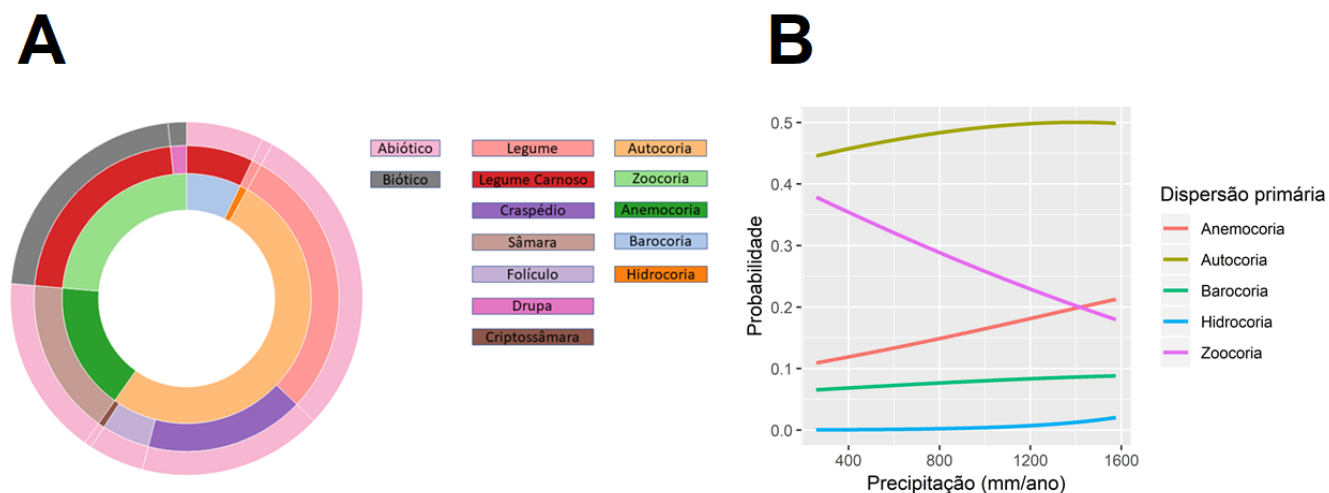 A
B
Abiótico
Biótico
Legume
Legume Carnoso
Craspédio
Sâmara
Folículo
Drupa
Criptossâmara
Autocoria
Zoocoria
Anemocoria
Barocoria
Hidrocoria
Probabilidade
0.5
0.4
0.3
0.2
0.1
0.0
400 800 1200 1600
Precipitação (mm/ano)
Dispersão primária
Anemocoria
Autocoria
Barocoria
Hidrocoria
Zoocoria